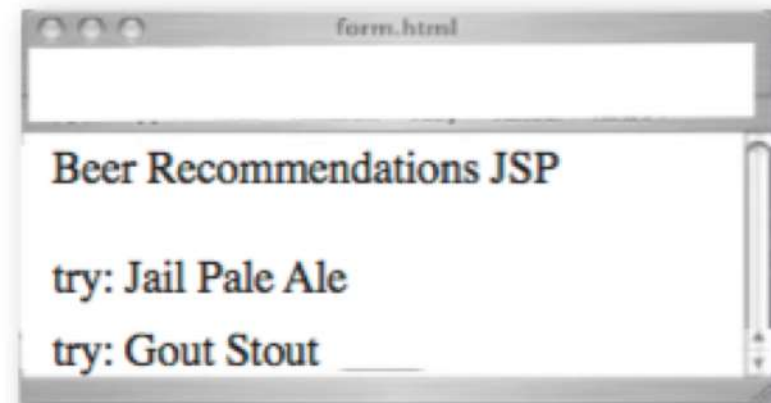 form.html
Beer Recommendations JSP
try: Jail Pale Ale
try: Gout Stout